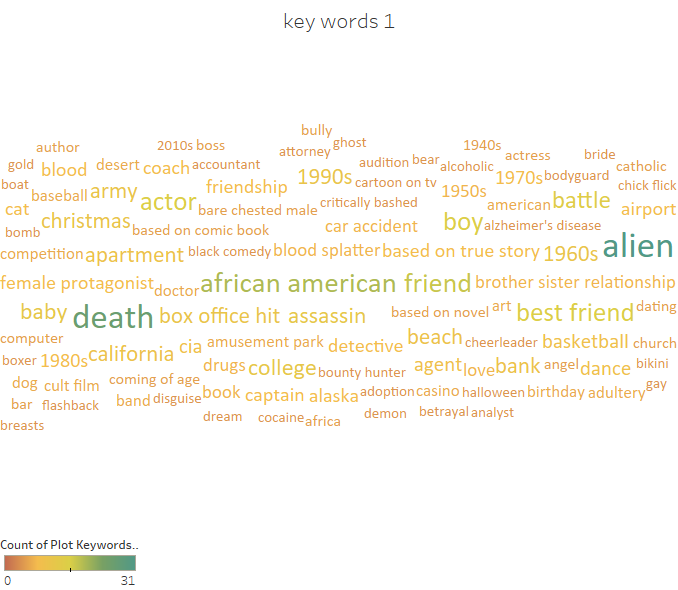 key words 1
bully
author 2010s boss attorney ghost 1940s
gold blood desert coach accountant audition bear alcoholic actress bride catholic
boat baseball army actor friendship 1990s cartoon on tv 1950s 1970s bodyguard chick flick
cat bare chested male critically bashed american battle airport
bomb christmas based on comic book car accident boy alzheimer's disease
competition apartment black comedy blood splatter based on true story 1960s alien
female protagonist doctor african american friend brother sister relationship
baby death box office hit assassin based on novel art best friend dating
computer cia amusement park detective beach cheerleader basketball church
boxer 1980s california drugs college bounty hunter agent love bank angel dance bikini
dog cult film coming of age book captain alaska adoption casino halloween birthday adultery gay
bar flashback band disguise
breasts dream cocaine africa demon betrayal analyst
Count of Plot Keywords..
0 31